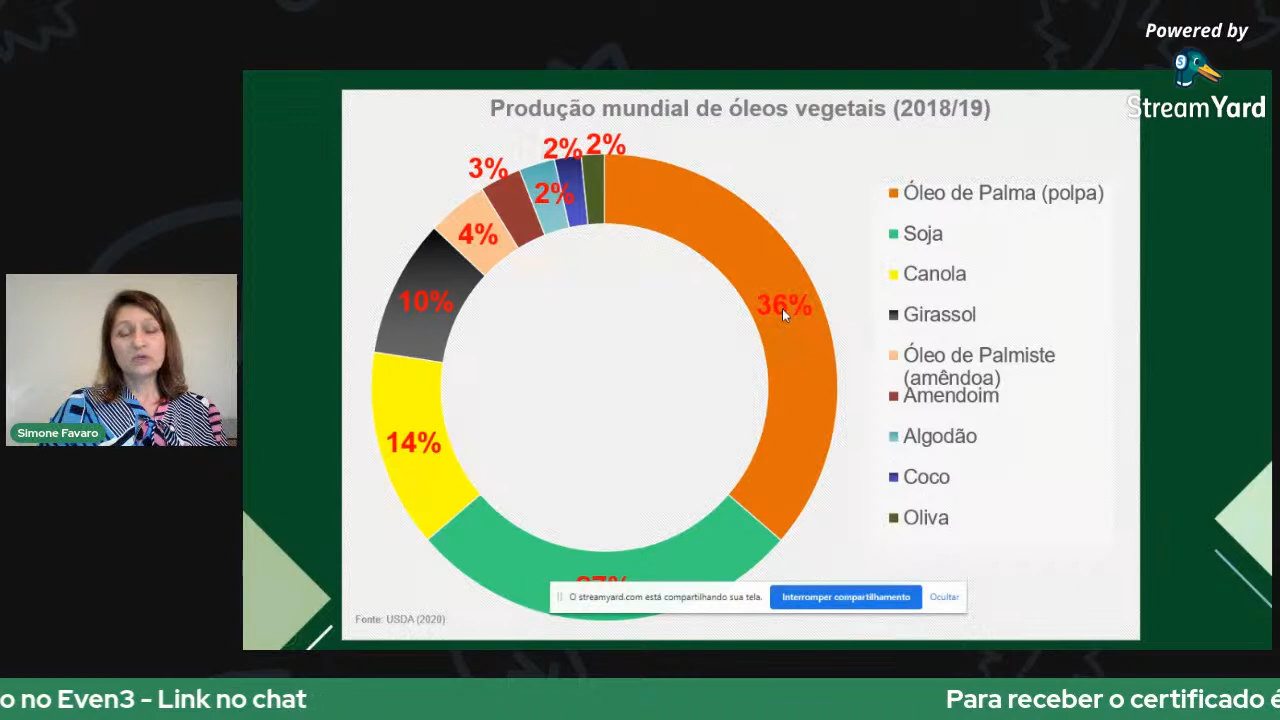 Powered by
StreamYard
Produção mundial de óleos vegetais (2018/19)
2%
2%
3%
2%
4%
10%
36%
14%
Óleo de Palma (polpa)
Soja
Canola
Girassol
Óleo de Palmiste
(amêndoa)
Amendoim
Algodão
Coco
Oliva
Simone Favaro
O streamyard.com está compartilhando sua tela.
Interromper compartilhamento
Ocultar
Fonte: USDA (2020)
o no Even3 - Link no chat
Para receber o certificado é